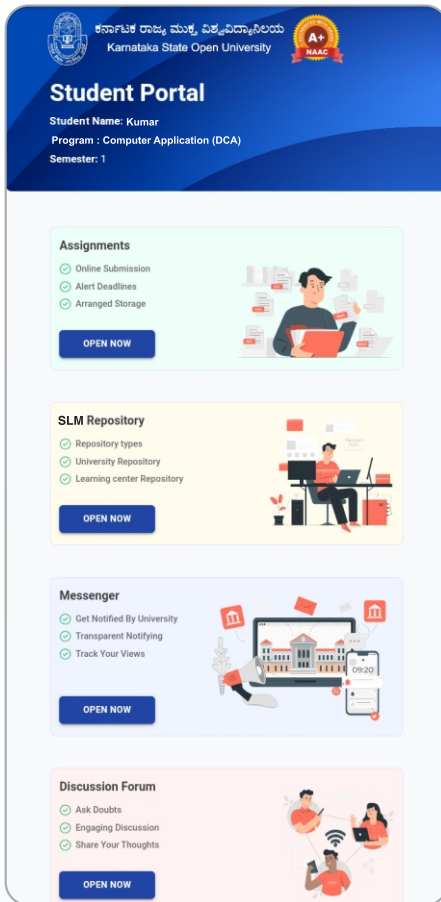 ಕರ್ನಾಟಕ ರಾಜ್ಯ ಮುಕ್ತ ವಿಶ್ವವಿದ್ಯಾನಿಲಯ
Karnataka State Open University
A+
NAAC
Student Portal
Student Name: Kumar
Program : Computer Application (DCA)
Semester: 1
Assignments
Online Submission
Alert Deadlines
Arranged Storage
OPEN NOW
SLM Repository
Repository types
University Repository
Learning center Repository
OPEN NOW
Messenger
Get Notified By University
Transparent Notifying
Track Your Views
09:20
OPEN NOW
Discussion Forum
Ask Doubts
Engaging Discussion
Share Your Thoughts
OPEN NOW